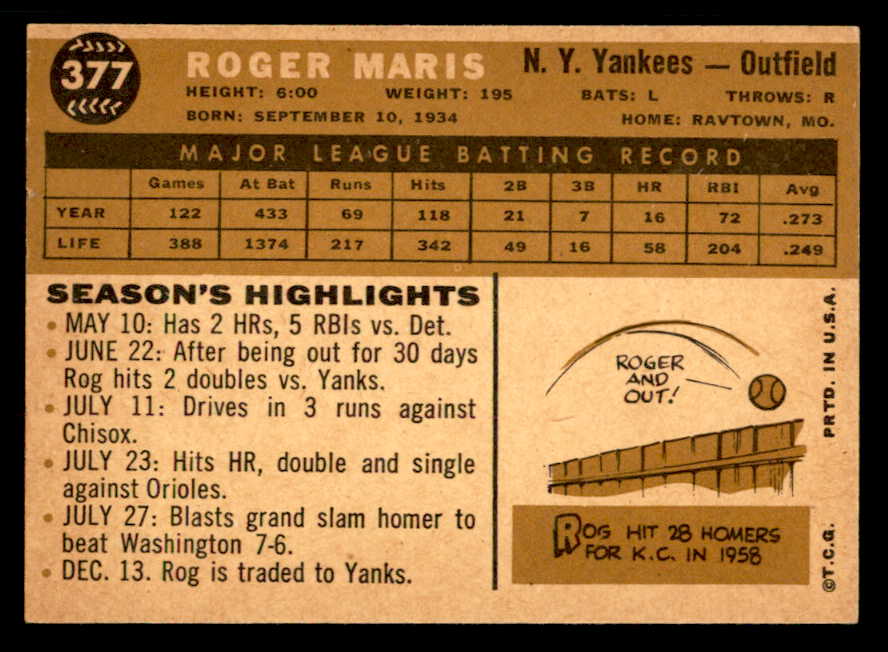 377
ROGER MARIS N. Y. Yankees — Outfield
HEIGHT: 6:00 WEIGHT: 195 BATS: L THROWS: R
BORN: SEPTEMBER 10, 1934 HOME: RAVTOWN, MO.
MAJOR LEAGUE BATTING RECORD
Games At Bat Runs Hits 2B 3B HR RBI Avg
YEAR 122 433 69 118 21 7 16 72 .273
LIFE 388 1374 217 342 49 16 58 204 .249
SEASON'S HIGHLIGHTS
• MAY 10: Has 2 HRs, 5 RBIs vs. Det.
• JUNE 22: After being out for 30 days
Rog hits 2 doubles vs. Yanks.
• JULY 11: Drives in 3 runs against
Chisox.
• JULY 23: Hits HR, double and single
against Orioles.
• JULY 27: Blasts grand slam homer to
beat Washington 7-6.
• DEC. 13. Rog is traded to Yanks.
ROGER
AND
OUT!
ROG HIT 28 HOMERS
FOR K.C. IN 1958
PRTD. IN U.S.A.
©T.C.G.